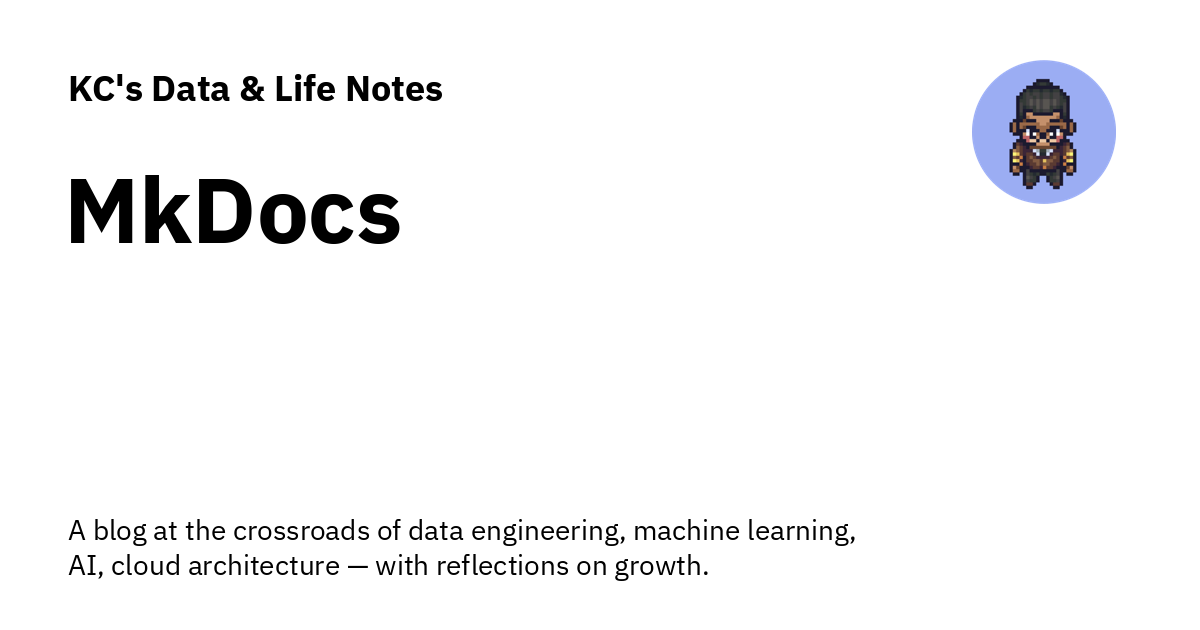 KC's Data & Life Notes
MkDocs
A blog at the crossroads of data engineering, machine learning,
AI, cloud architecture — with reflections on growth.